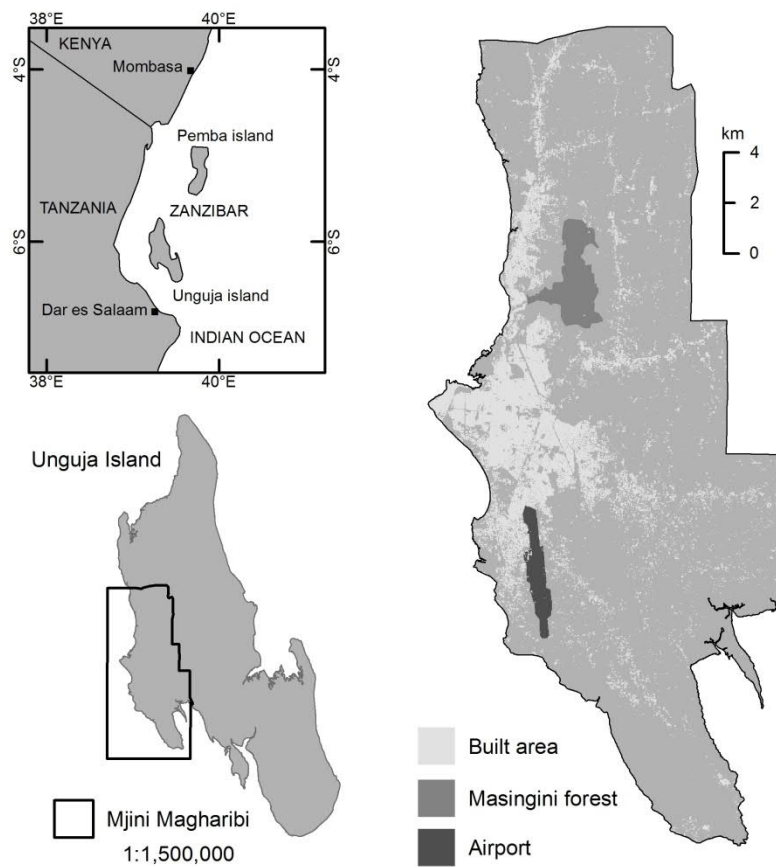 38°E
40°E
KENYA
Mombasa
4°S
4°S
Pemba island
TANZANIA
ZANZIBAR
6°S
6°S
Unguja island
Dar es Salaam
INDIAN OCEAN
38°E
40°E
Unguja Island
Mjini Magharibi
1:1,500,000
km
4
2
0
Built area
Masingini forest
Airport